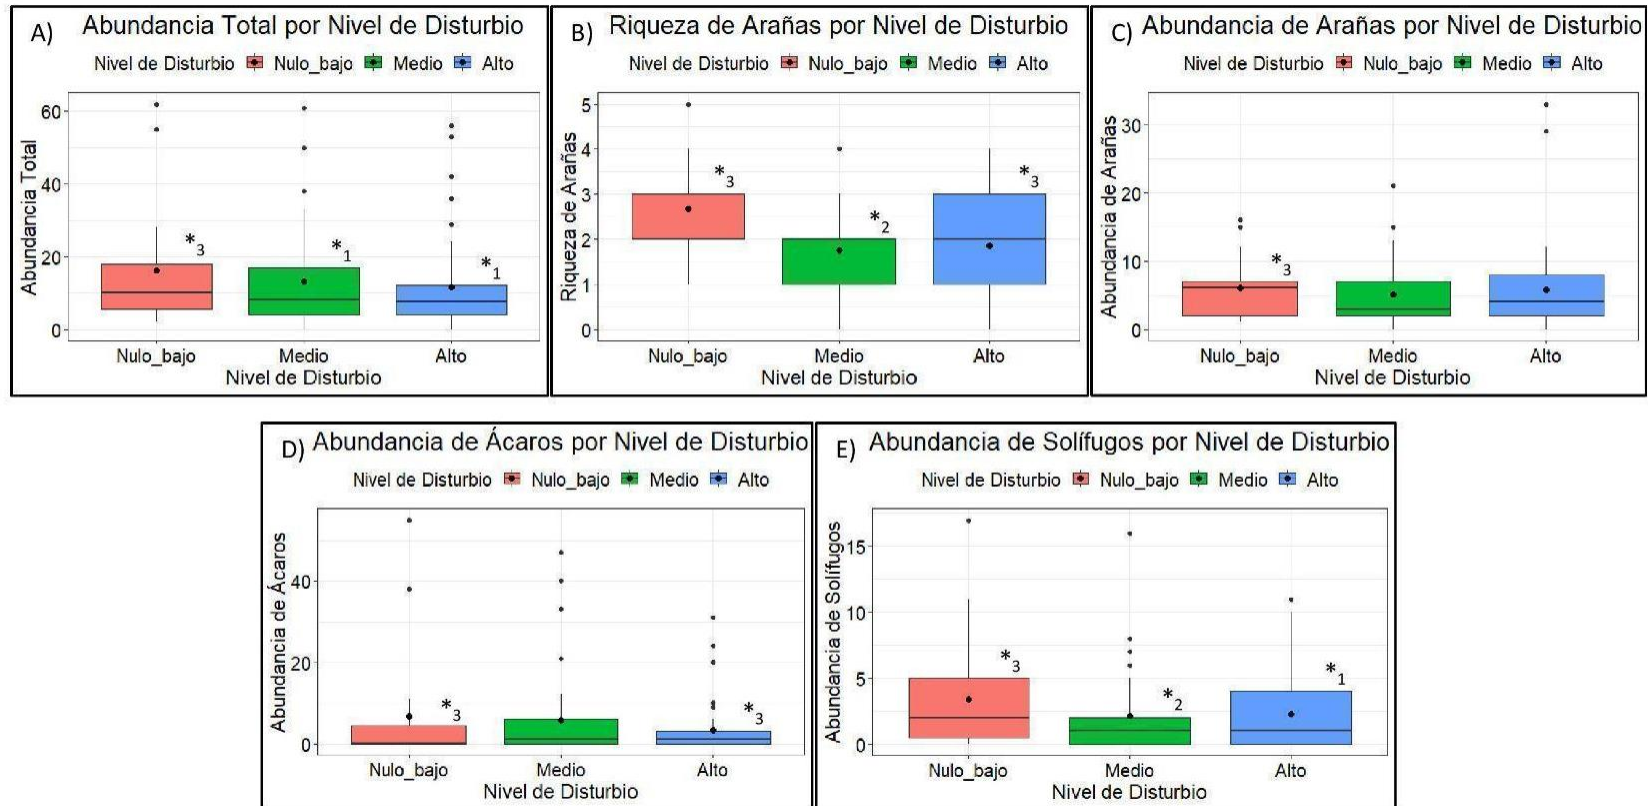 A) Abundancia Total por Nivel de Disturbio
Nivel de Disturbio Nulo_bajo Medio Alto
Abundancia Total
60
40
20
0
*3
*1
*1
Nulo_bajo Medio Alto
Nivel de Disturbio
B) Riqueza de Arañas por Nivel de Disturbio
Nivel de Disturbio Nulo_bajo Medio Alto
Riqueza de Arañas
5
4
3
2
1
0
*3
*2
*3
Nulo_bajo Medio Alto
Nivel de Disturbio
C) Abundancia de Arañas por Nivel de Disturbio
Nivel de Disturbio Nulo_bajo Medio Alto
Abundancia de Arañas
30
20
10
0
*3
Nulo_bajo Medio Alto
Nivel de Disturbio
D) Abundancia de Ácaros por Nivel de Disturbio
Nivel de Disturbio Nulo_bajo Medio Alto
Abundancia de Ácaros
40
20
0
*3
*3
Nulo_bajo Medio Alto
Nivel de Disturbio
E) Abundancia de Solífugos por Nivel de Disturbio
Nivel de Disturbio Nulo_bajo Medio Alto
Abundancia de Solífugos
15
10
5
0
*3
*2
*1
Nulo_bajo Medio Alto
Nivel de Disturbio